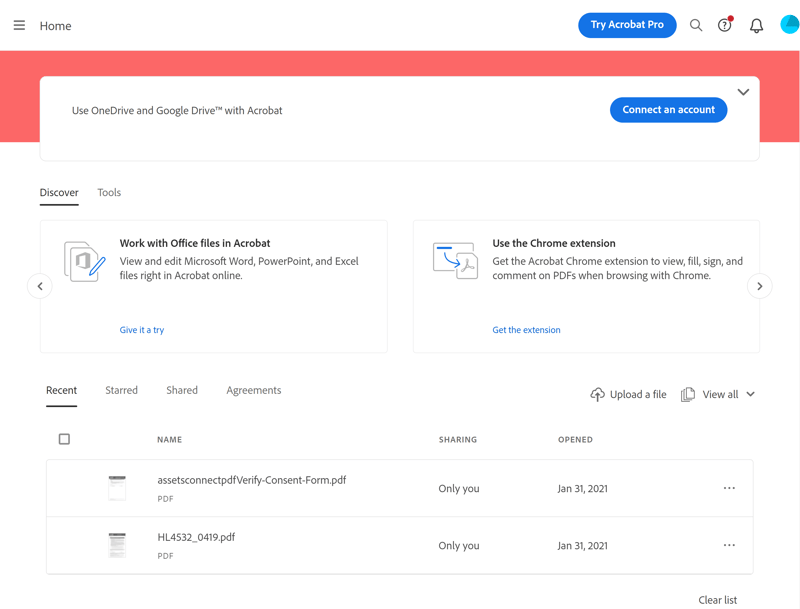 Home
Try Acrobat Pro
Use OneDrive and Google Drive™ with Acrobat
Connect an account
Discover
Tools
Work with Office files in Acrobat
View and edit Microsoft Word, PowerPoint, and Excel
files right in Acrobat online.
Give it a try
Use the Chrome extension
Get the Acrobat Chrome extension to view, fill, sign, and
comment on PDFs when browsing with Chrome.
Get the extension
Recent
Starred
Shared
Agreements
Upload a file
View all
NAME
SHARING
OPENED
assetsconnectpdfVerify-Consent-Form.pdf
PDF
Only you
Jan 31, 2021
HL4532_0419.pdf
PDF
Only you
Jan 31, 2021
Clear list